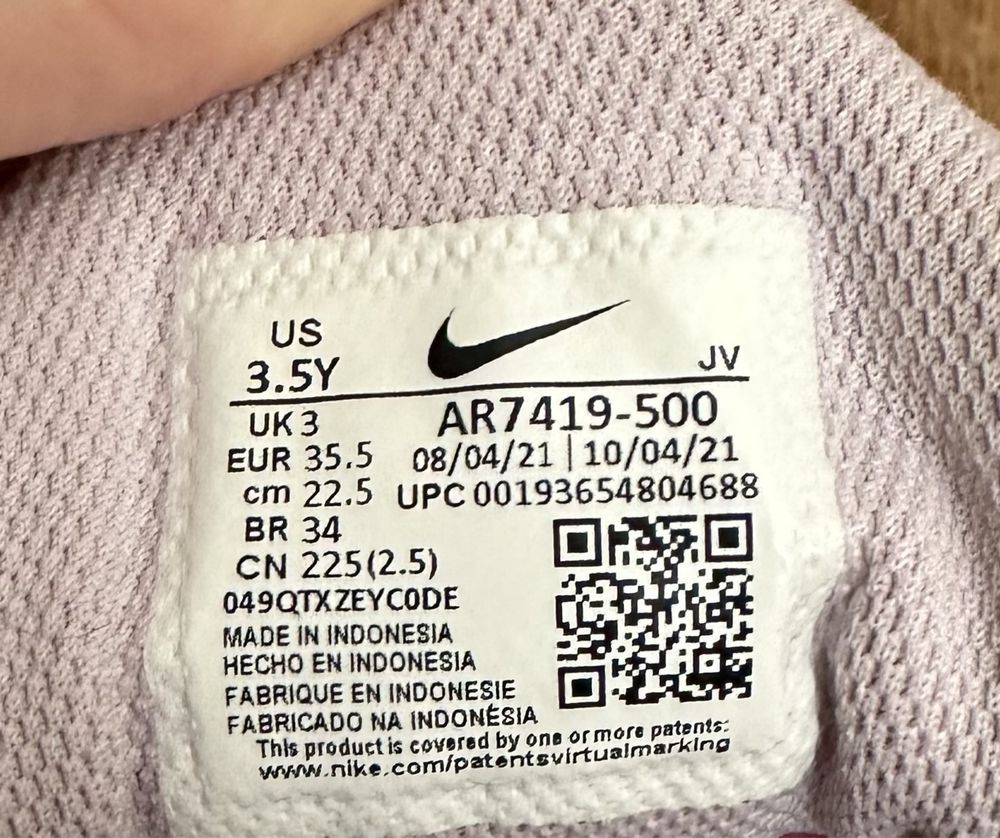 US
3.5Y
JV
UK 3
AR7419-500
EUR 35.5
08/04/21 | 10/04/21
cm 22.5
UPC 00193654804688
BR 34
CN 225(2.5)
049QTXZEYC0DE
MADE IN INDONESIA
HECHO EN INDONESIA
FABRIQUE EN INDONESIE
FABRICADO NA INDONÉSIA
This product is covered by one or more patents:
www.nike.com/patentsvirtualmarking